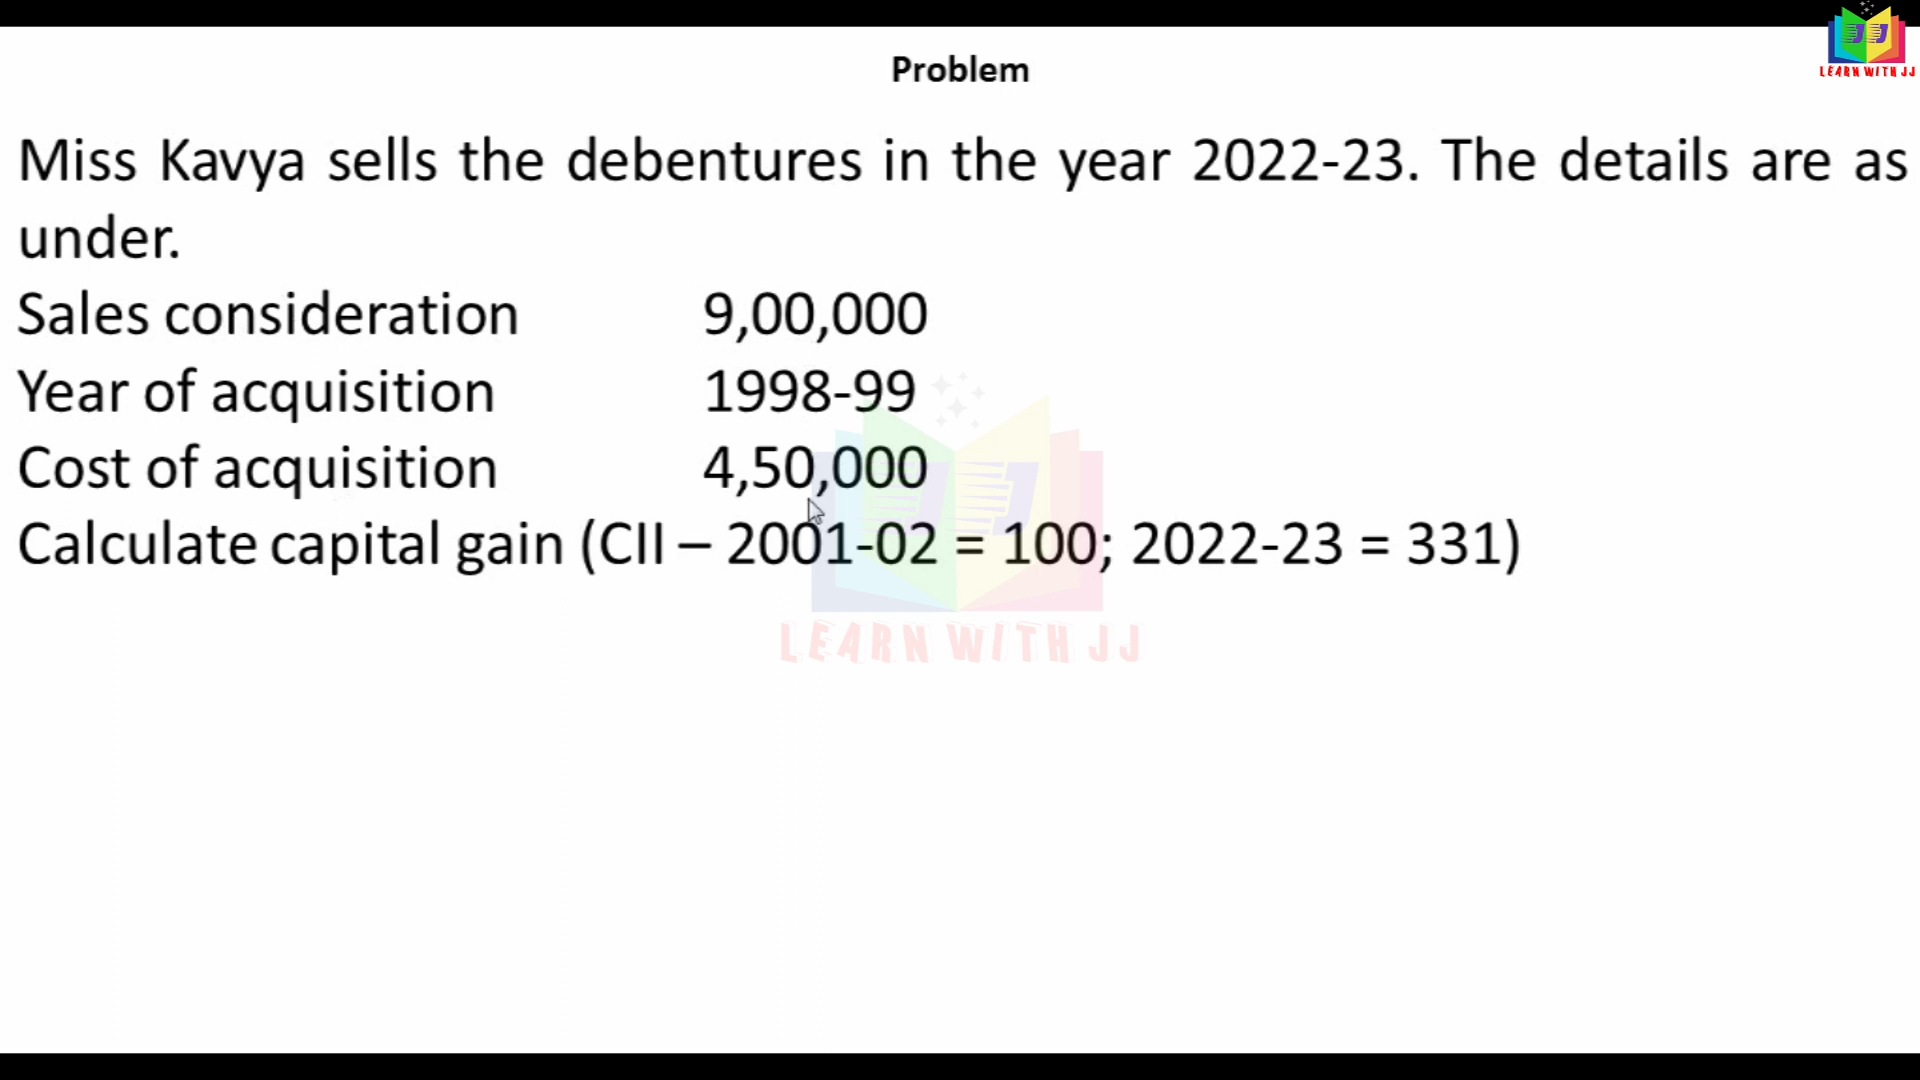 LEARN WITH JJ
Problem
Miss Kavya sells the debentures in the year 2022-23. The details are as
under.
Sales consideration 9,00,000
Year of acquisition 1998-99
Cost of acquisition 4,50,000
Calculate capital gain (CII – 2001-02 = 100; 2022-23 = 331)
LEARN WITH JJ